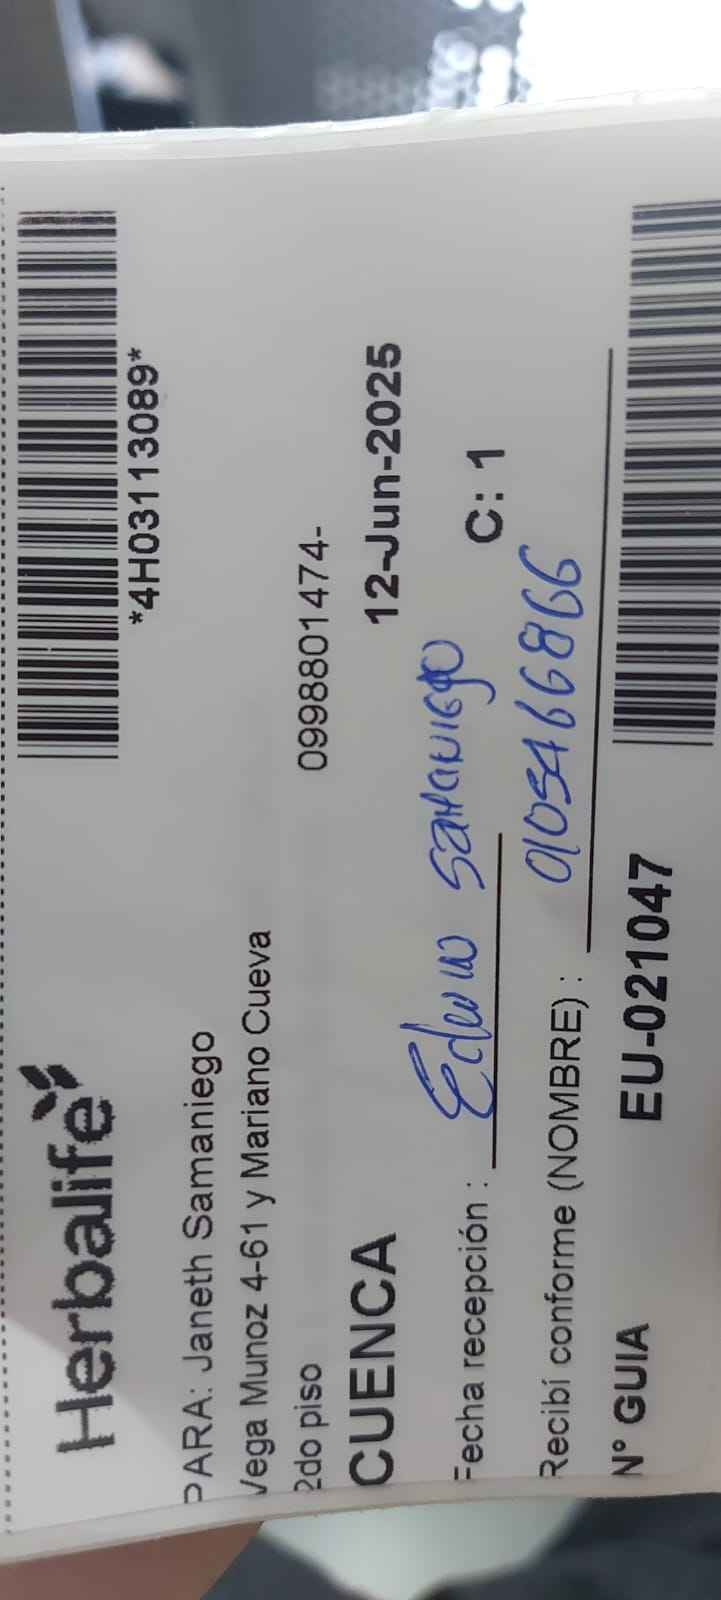 *4H03113089*
Herbalife
PARA: Janeth Samaniego
Vega Munoz 4-61 y Mariano Cueva
2do piso 0998801474-
CUENCA 12-Jun-2025
Edwin Samaniego
Fecha recepción : C: 1
0105466866
Recibí conforme (NOMBRE) :
N° GUIA EU-021047